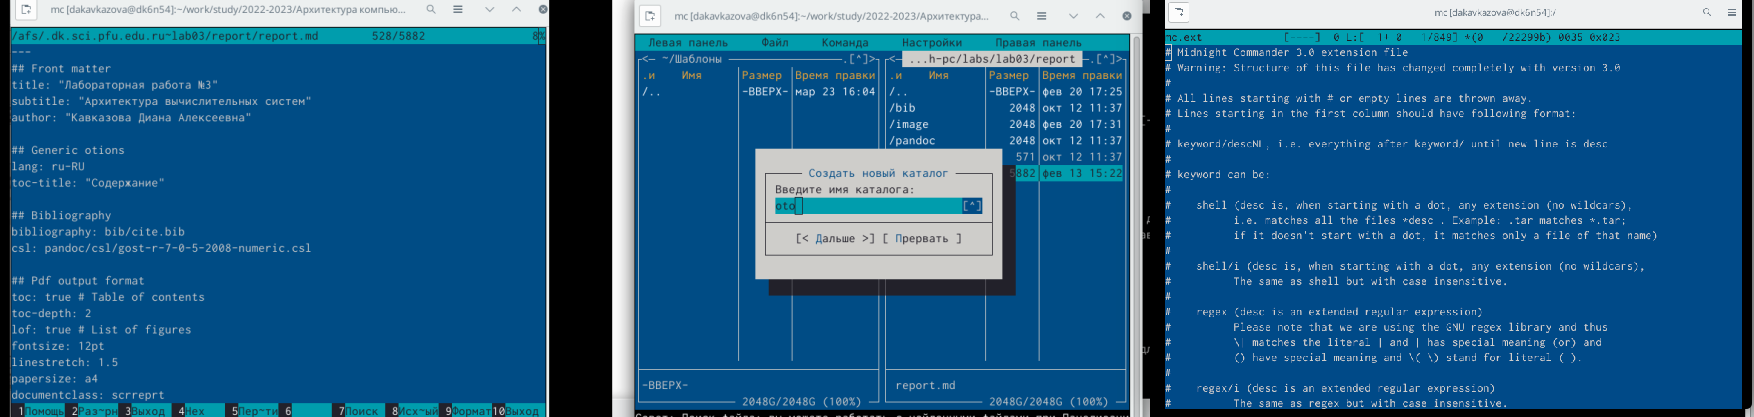 mc [dakavkazova@dk6n54]:~/work/study/2022-2023/Архитектура компью...
/afs/.dk.sci.pfu.edu.ru~lab03/report/report.md 528/5882 8%
---
## Front matter
title: "Лабораторная работа №3"
subtitle: "Архитектура вычислительных систем"
author: "Кавказова Диана Алексеевна"
## Generic otions
lang: ru-RU
toc-title: "Содержание"
## Bibliography
bibliography: bib/cite.bib
csl: pandoc/csl/gost-r-7-0-5-2008-numeric.csl
## Pdf output format
toc: true # Table of contents
toc-depth: 2
lof: true # List of figures
fontsize: 12pt
linestretch: 1.5
papersize: a4
documentclass: scrreprt
1Помощь 2Раз~рн 3Выход 4Hex 5Пер~ти 6 7Поиск 8Исх~ый 9Формат 10Выход
mc [dakavkazova@dk6n54]:~/work/study/2022-2023/Архитектура...
Левая панель Файл Команда Настройки Правая панель
<— ~/Шаблоны .[^]> <— ...h-pc/labs/lab03/report .[^]>
.и Имя Размер Время правки .и Имя Размер Время правки
/.. -ВВЕРХ- мар 23 16:04 /.. -ВВЕРХ- фев 20 17:25
/bib 2048 окт 12 11:37
/image 2048 фев 20 17:31
/pandoc 2048 окт 12 11:37
571 окт 12 11:37
5882 фев 13 15:22
Создать новый каталог
Введите имя каталога:
oto [^]
[< Дальше >] [ Прервать ]
-ВВЕРХ- report.md
2048G/2048G (100%) 2048G/2048G (100%)
mc [dakavkazova@dk6n54]:/
mc.ext [----] 0 L:[ 1+ 0 1/849] *(0 /22299b) 0035 0x023
# Midnight Commander 3.0 extension file
# Warning: Structure of this file has changed completely with version 3.0
#
# All lines starting with # or empty lines are thrown away.
# Lines starting in the first column should have following format:
#
# keyword/descNL, i.e. everything after keyword/ until new line is desc
#
# keyword can be:
#
# shell (desc is, when starting with a dot, any extension (no wildcars),
# i.e. matches all the files *desc . Example: .tar matches *.tar;
# if it doesn't start with a dot, it matches only a file of that name)
#
# shell/i (desc is, when starting with a dot, any extension (no wildcars),
# The same as shell but with case insensitive.
#
# regex (desc is an extended regular expression)
# Please note that we are using the GNU regex library and thus
# \| matches the literal | and | has special meaning (or) and
# () have special meaning and \( \) stand for literal ( ).
#
# regex/i (desc is an extended regular expression)
# The same as regex but with case insensitive.